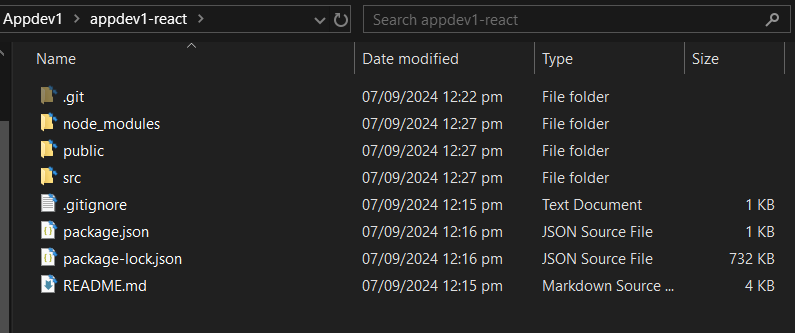 Appdev1 > appdev1-react >
Search appdev1-react
Name Date modified Type Size
.git 07/09/2024 12:22 pm File folder
node_modules 07/09/2024 12:27 pm File folder
public 07/09/2024 12:27 pm File folder
src 07/09/2024 12:27 pm File folder
.gitignore 07/09/2024 12:15 pm Text Document 1 KB
package.json 07/09/2024 12:16 pm JSON Source File 1 KB
package-lock.json 07/09/2024 12:16 pm JSON Source File 732 KB
README.md 07/09/2024 12:15 pm Markdown Source ... 4 KB